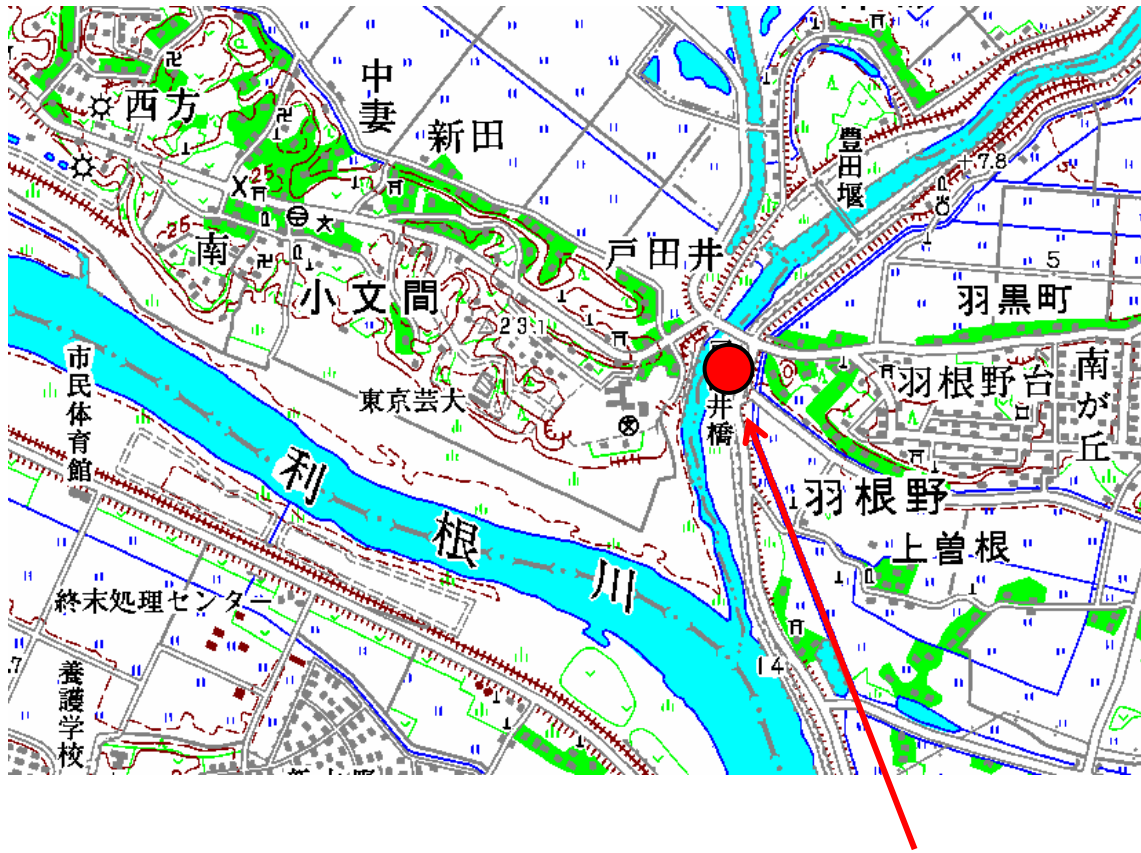 中妻
西方
新田
25
豊田堰
7.8
25
南
戸田井
5
小文間
羽黒町
23.1
市民体育館
井橋
羽根野台
南が丘
東京芸大
利根川
羽根野
上曽根
終末処理センター
14
養護学校